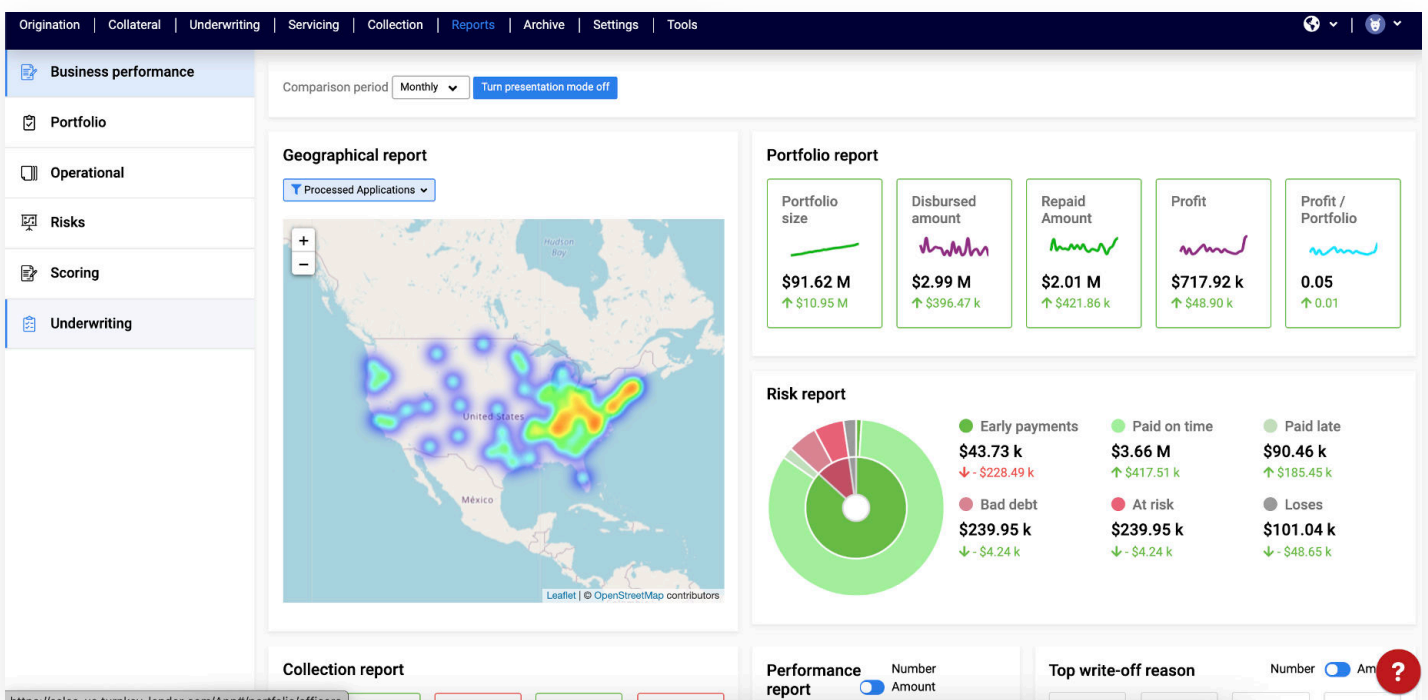 Origination | Collateral | Underwriting | Servicing | Collection | Reports | Archive | Settings | Tools
Business performance
Portfolio
Operational
Risks
Scoring
Underwriting
Comparison period Monthly Turn presentation mode off
Geographical report
Processed Applications
+
−
Hudson
Bay
United States
México
Leaflet | © OpenStreetMap contributors
Portfolio report
Portfolio
size
$91.62 M
↑ $10.95 M
Disbursed
amount
$2.99 M
↑ $396.47 k
Repaid
Amount
$2.01 M
↑ $421.86 k
Profit
$717.92 k
↑ $48.90 k
Profit /
Portfolio
0.05
↑ 0.01
Risk report
Early payments
$43.73 k
↓ - $228.49 k
Paid on time
$3.66 M
↑ $417.51 k
Paid late
$90.46 k
↑ $185.45 k
Bad debt
$239.95 k
↓ - $4.24 k
At risk
$239.95 k
↓ - $4.24 k
Loses
$101.04 k
↓ - $48.65 k
Collection report
Performance
report
Number
Amount
Top write-off reason
Number Am
?